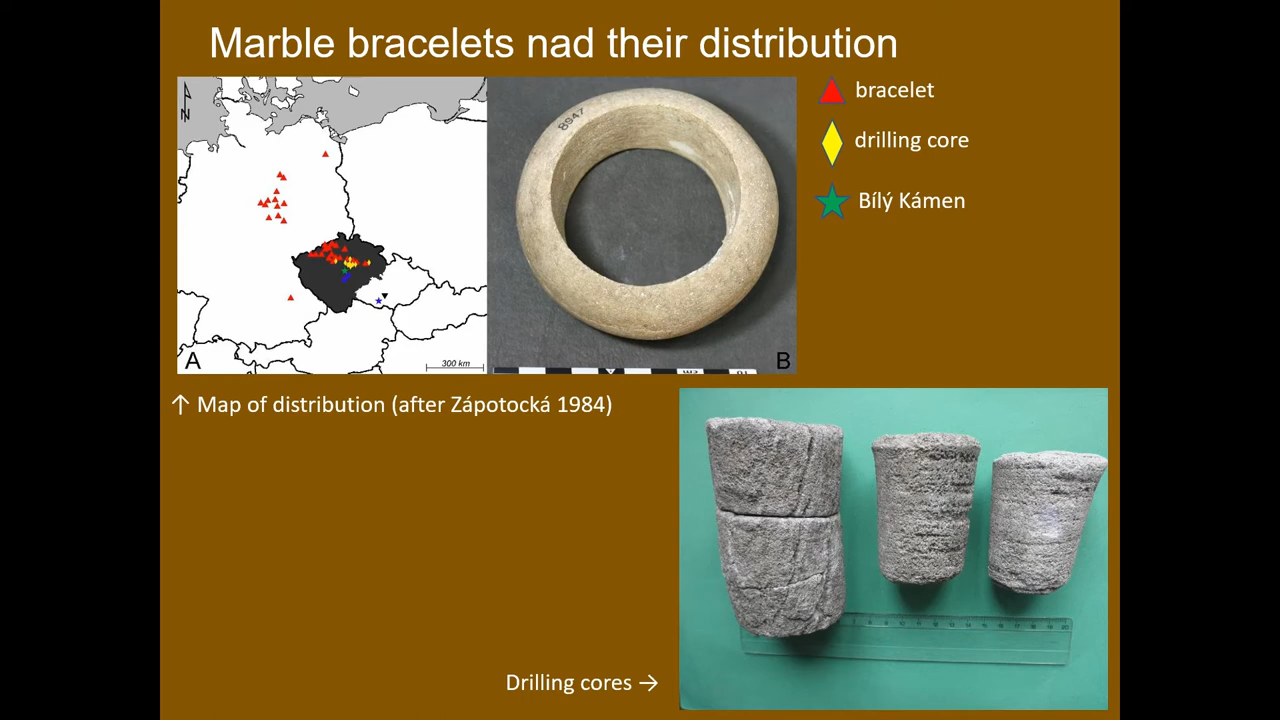 Marble bracelets nad their distribution
N
A
300 km
8947
B
bracelet
drilling core
Bílý Kámen
↑ Map of distribution (after Zápotocká 1984)
Drilling cores →